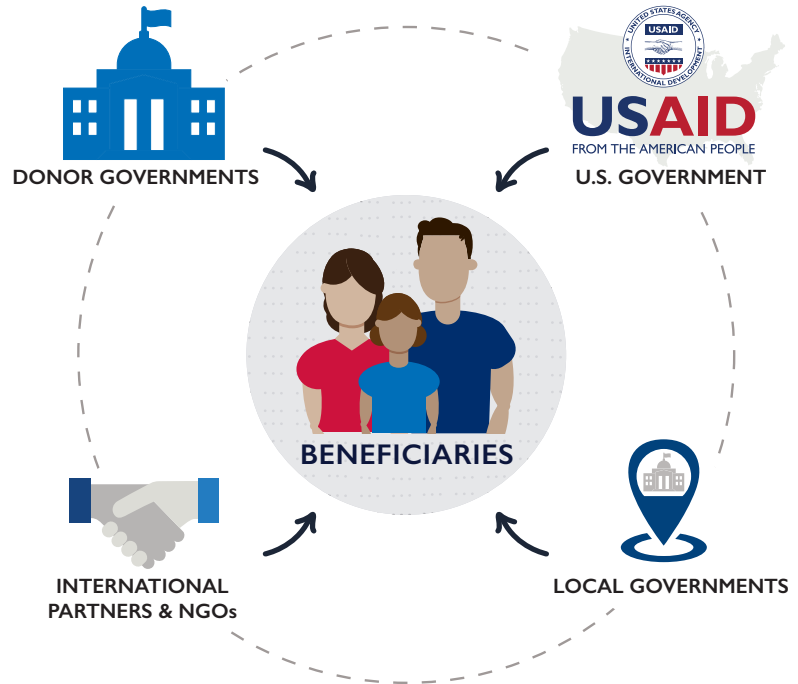 UNITED STATES AGENCY
USAID
INTERNATIONAL DEVELOPMENT
USAID
FROM THE AMERICAN PEOPLE
DONOR GOVERNMENTS
U.S. GOVERNMENT
BENEFICIARIES
INTERNATIONAL
PARTNERS & NGOs
LOCAL GOVERNMENTS